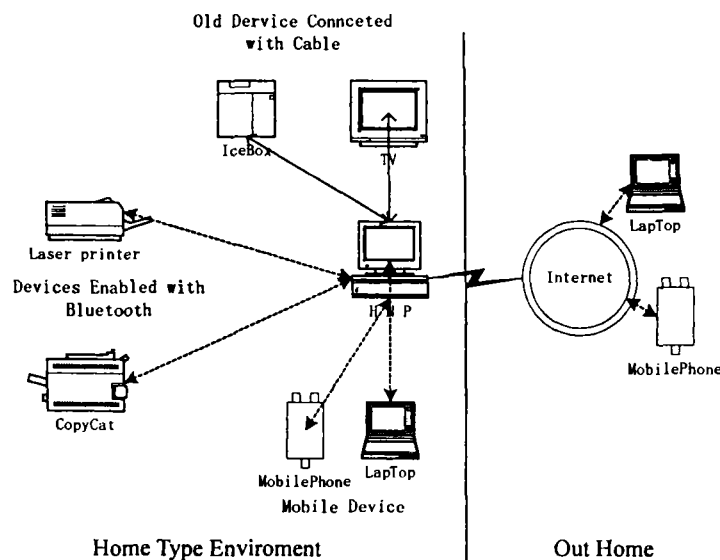 Old Dervice Connceted
with Cable
IceBox
TV
Laser printer
Devices Enabled with
Bluetooth
CopyCat
H W P
MobilePhone
LapTop
Mobile Device
Internet
LapTop
MobilePhone
Home Type Enviroment
Out Home